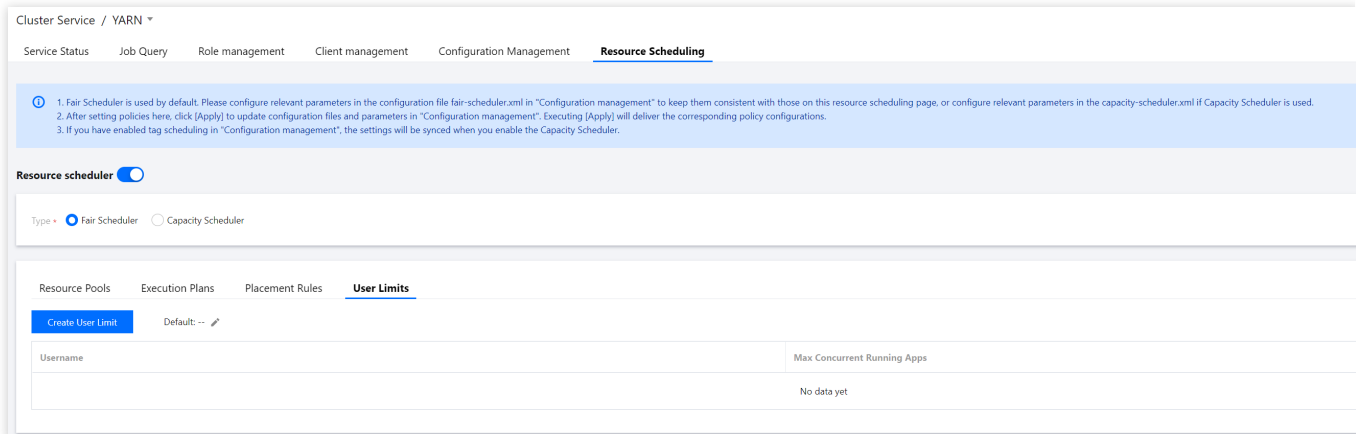 Cluster Service / YARN
Service Status Job Query Role management Client management Configuration Management Resource Scheduling
1. Fair Scheduler is used by default. Please configure relevant parameters in the configuration file fair-scheduler.xml in "Configuration management" to keep them consistent with those on this resource scheduling page, or configure relevant parameters in the capacity-scheduler.xml if Capacity Scheduler is used.
2. After setting policies here, click [Apply] to update configuration files and parameters in "Configuration management". Executing [Apply] will deliver the corresponding policy configurations.
3. If you have enabled tag scheduling in "Configuration management", the settings will be synced when you enable the Capacity Scheduler.
Resource scheduler
Type * Fair Scheduler Capacity Scheduler
Resource Pools Execution Plans Placement Rules User Limits
Create User Limit Default: --
Username Max Concurrent Running Apps
No data yet